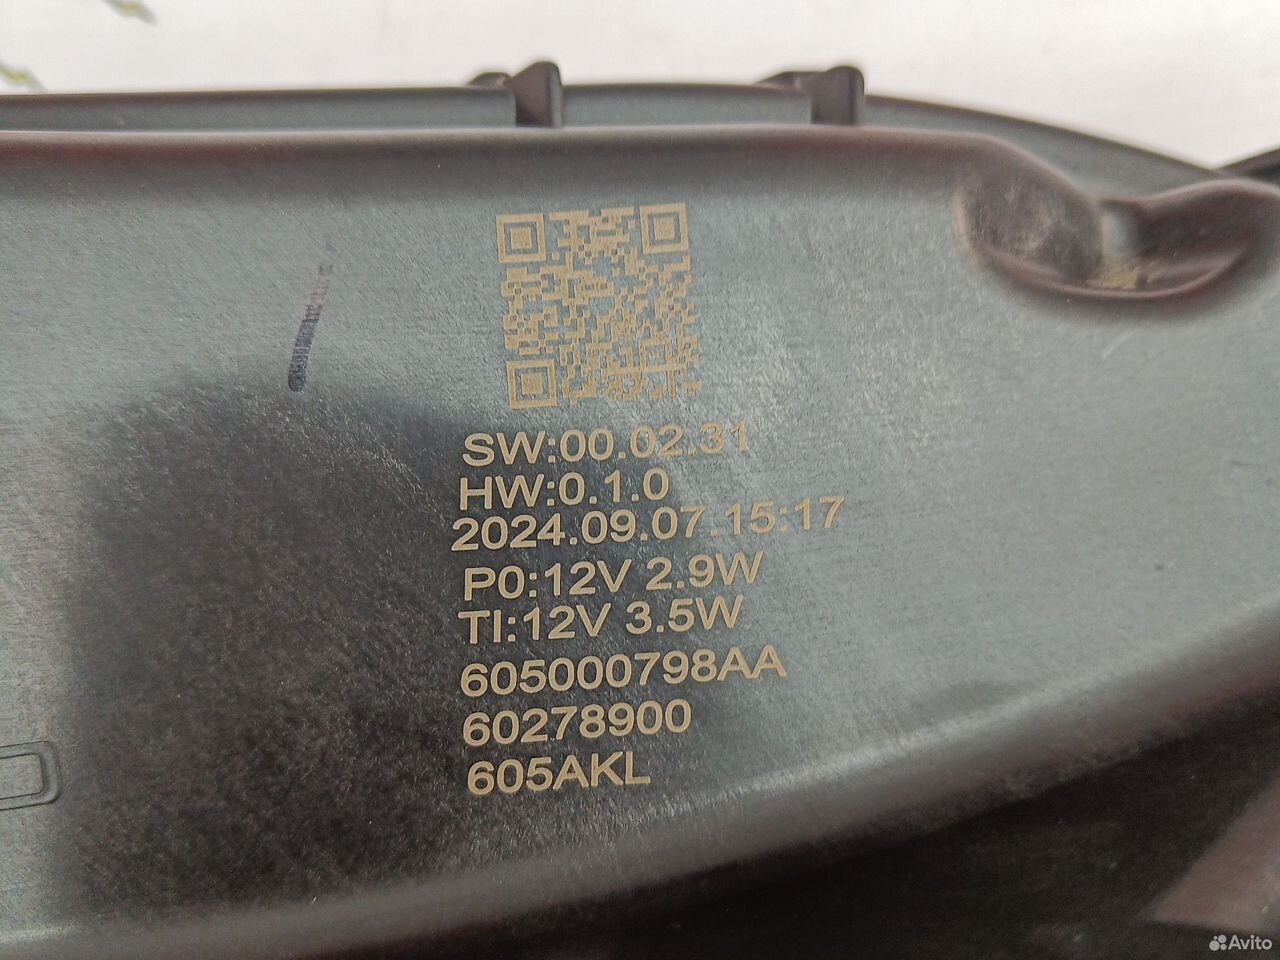 SW:00.02.31
HW:0.1.0
2024.09.07.15:17
P0:12V 2.9W
TI:12V 3.5W
605000798AA
60278900
605AKL
Avito